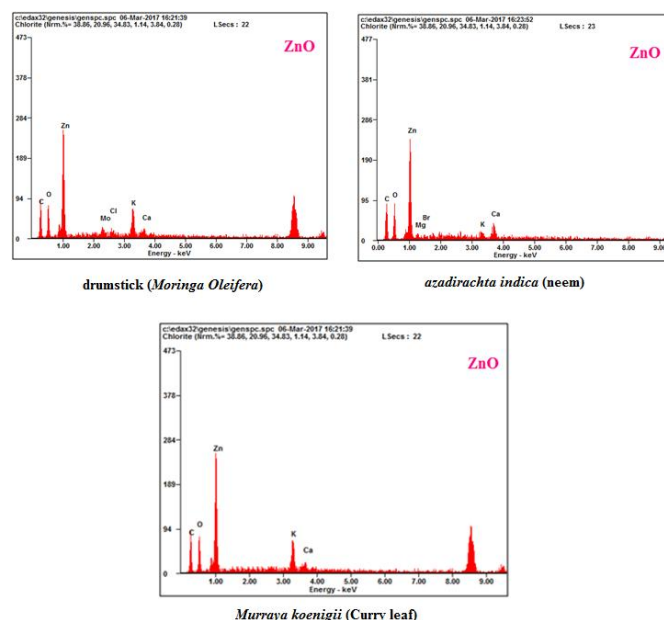 c:\edax32\genesis\genspc.spc 06-Mar-2017 16:21:39
Chlorite (Nrm.%= 38.86, 20.96, 34.83, 1.14, 3.84, 0.28) LSecs : 22
ZnO
473
378
284
189
94
0
Zn
C
O
Mo
Cl
K
Ca
1.00 2.00 3.00 4.00 5.00 6.00 7.00 8.00 9.00
Energy - keV
drumstick (Moringa Oleifera)
c:\edax32\genesis\genspc.spc 06-Mar-2017 16:23:52
Chlorite (Nrm.%= 38.86, 20.96, 34.83, 1.14, 3.84, 0.28) LSecs : 23
ZnO
477
382
286
191
95
0
Zn
C
O
Br
Mg
K
Ca
1.00 2.00 3.00 4.00 5.00 6.00 7.00 8.00 9.00
Energy - keV
azadirachta indica (neem)
c:\edax32\genesis\genspc.spc 06-Mar-2017 16:21:39
Chlorite (Nrm.%= 38.86, 20.96, 34.83, 1.14, 3.84, 0.28) LSecs : 22
ZnO
473
378
284
189
94
0
Zn
C
O
K
Ca
1.00 2.00 3.00 4.00 5.00 6.00 7.00 8.00 9.00
Energy - keV
Murraya koenigii (Curry leaf)